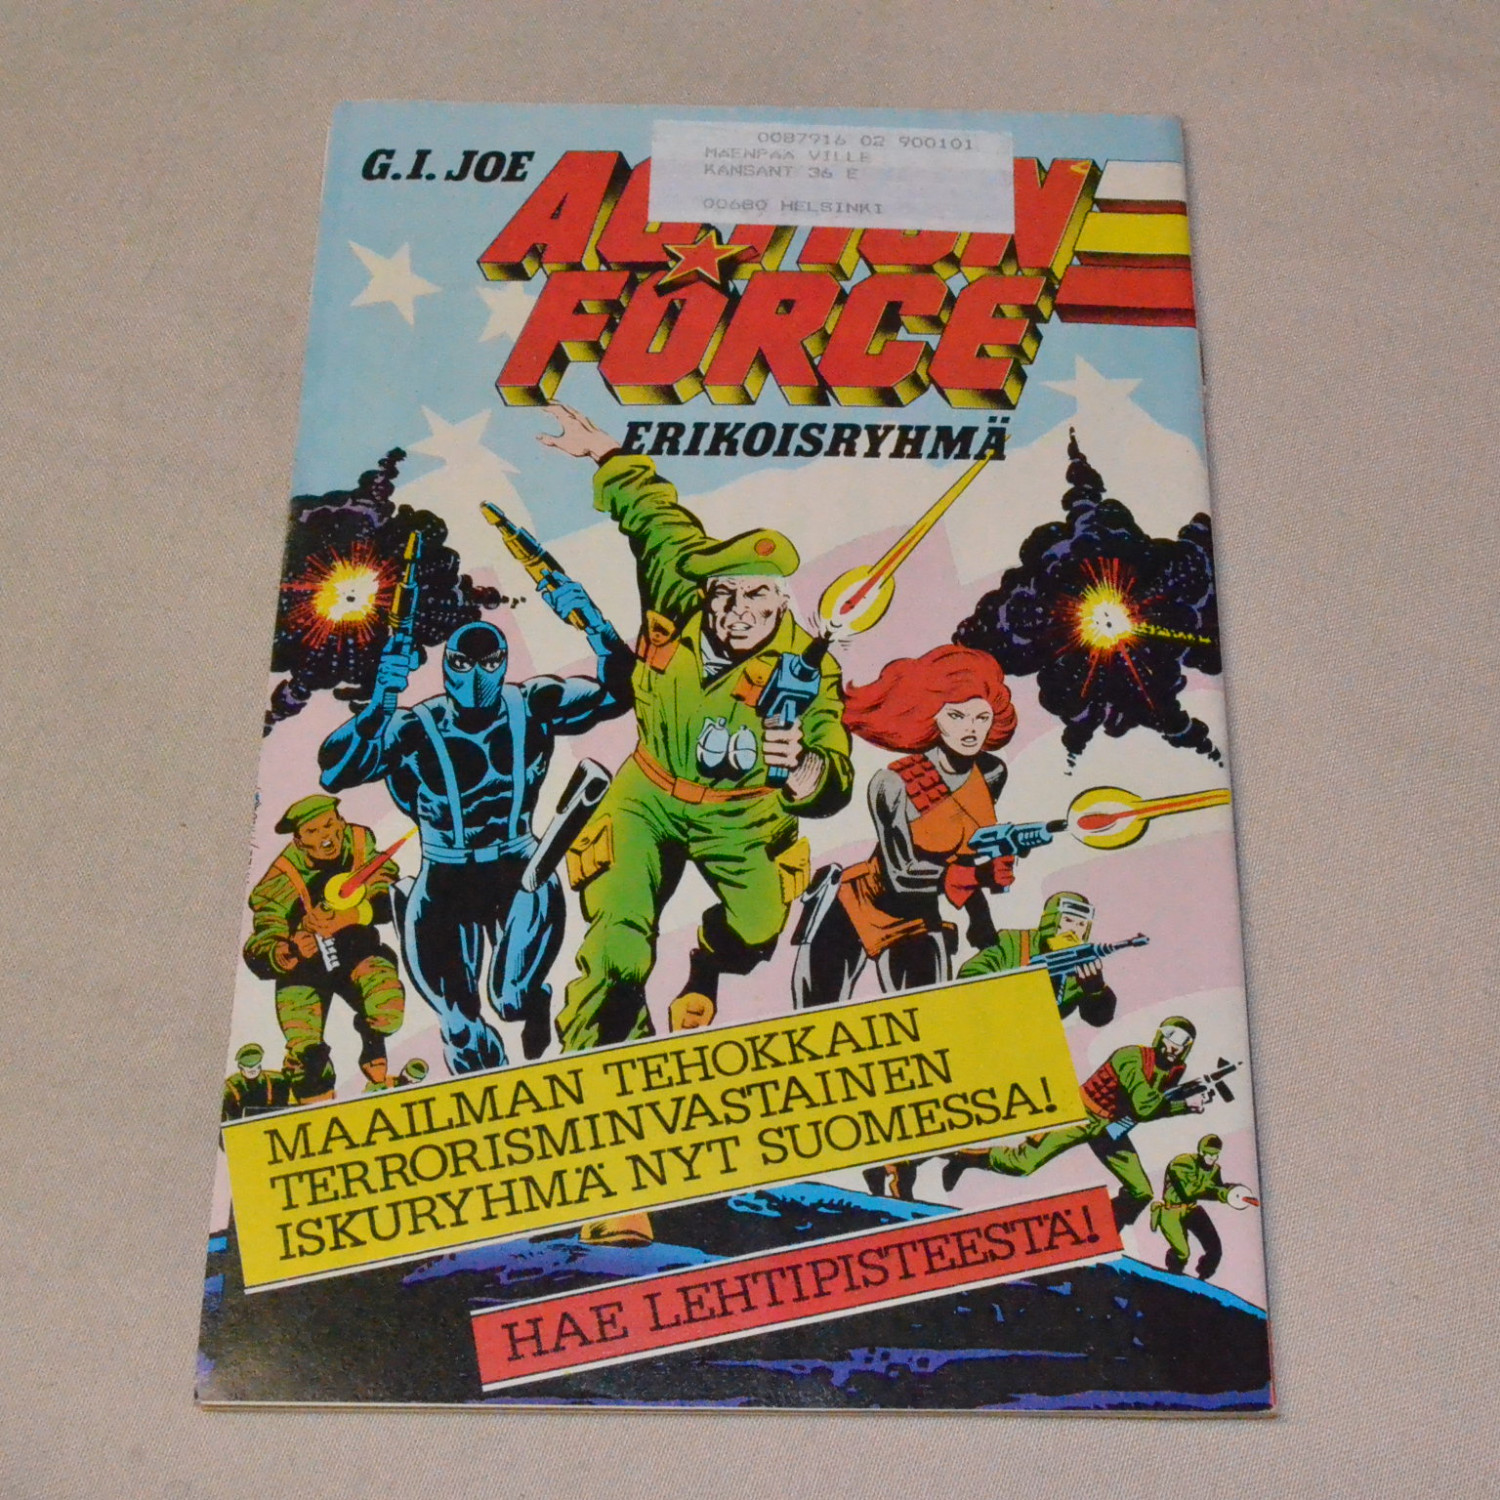 0087916 02 900101
MAENPAA VILLE
KANSANT 36 E
00680 HELSINKI
G.I. JOE
ACTION
FORCE
ERIKOISRYHMÄ
MAAILMAN TEHOKKAIN
TERRORISMINVASTAINEN
ISKURYHMÄ NYT SUOMESSA!
HAE LEHTIPISTEESTÄ!